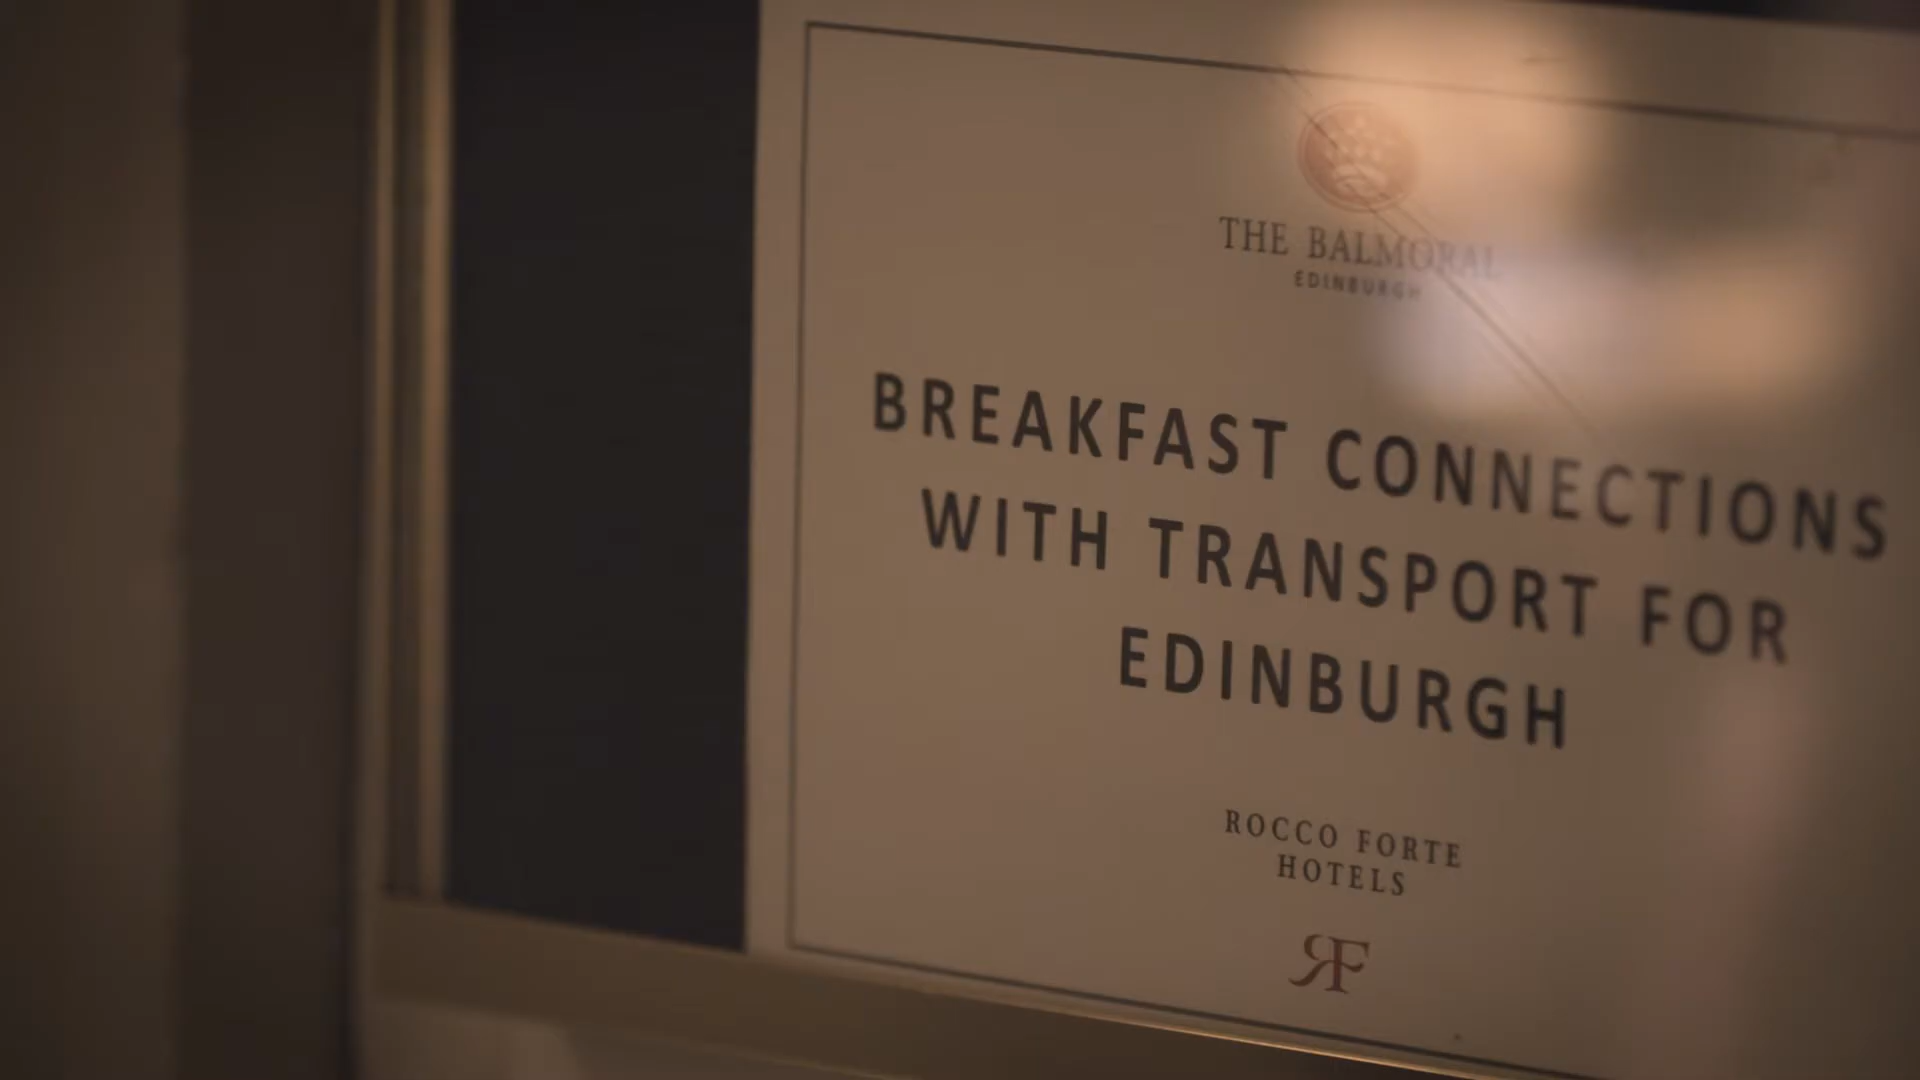 THE BALMORAL
EDINBURGH
BREAKFAST CONNECTIONS
WITH TRANSPORT FOR
EDINBURGH
ROCCO FORTE
HOTELS
RF